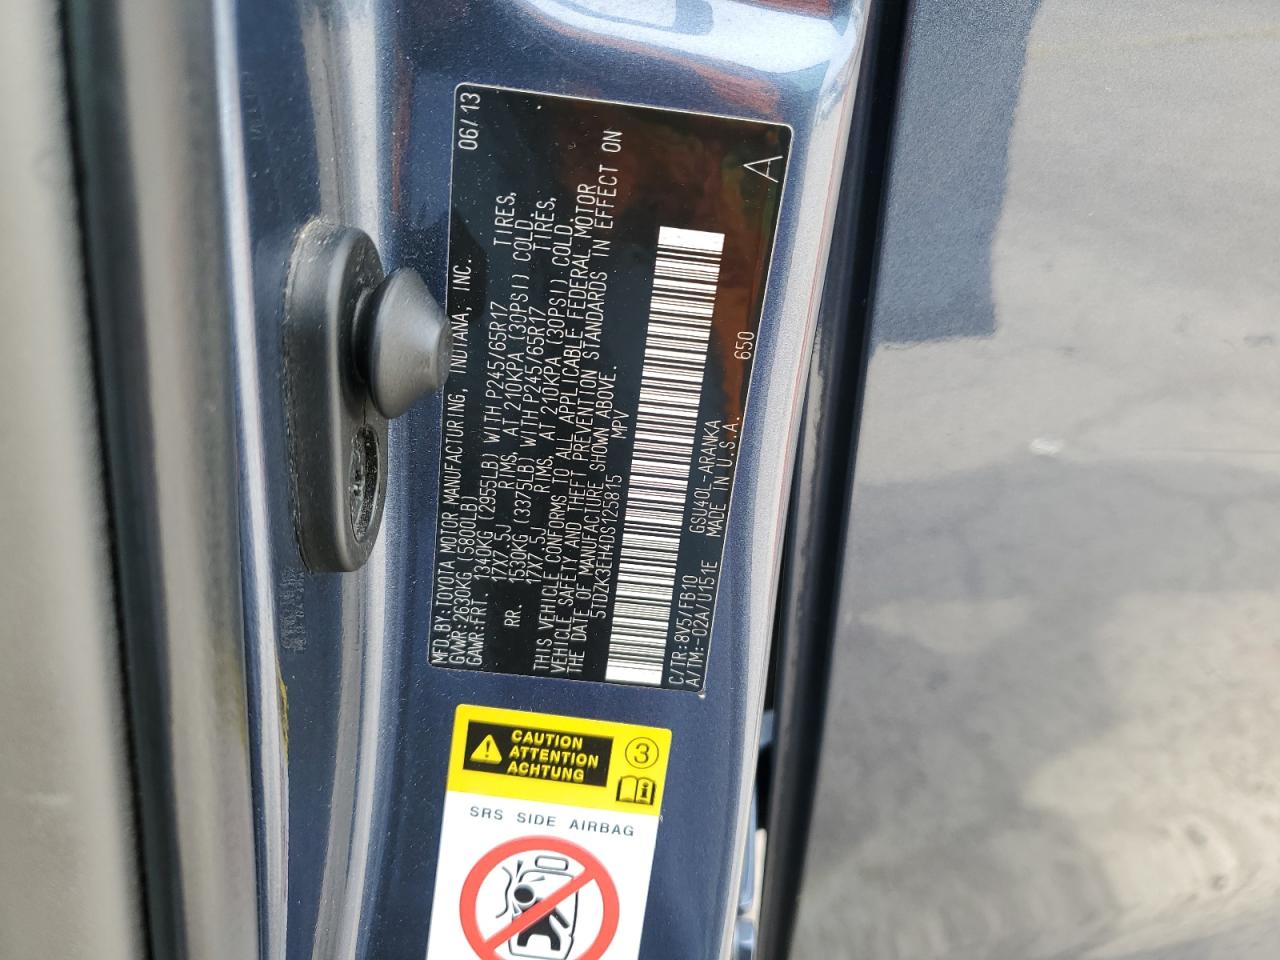 MFD.BY:TOYOTA MOTOR MANUFACTURING, INDIANA, INC. 06/13
GVWR:2630KG(5800LB)
GAWR:FRT. 1340KG (2955LB) WITH P245/65R17 TIRES,
17X7.5J RIMS, AT 210KPA (30PSI) COLD.
RR. 1530KG (3375LB) WITH P245/65R17 TIRES,
17X7.5J RIMS, AT 210KPA (30PSI) COLD.
THIS VEHICLE CONFORMS TO ALL APPLICABLE FEDERAL MOTOR
VEHICLE SAFETY AND THEFT PREVENTION STANDARDS IN EFFECT ON
THE DATE OF MANUFACTURE SHOWN ABOVE.
5TDZK3EH4DS125815 MPV
C/TR:8V5/FB10 GSU40L-ARANKA 650
A/TM:-02A/U151E MADE IN U.S.A.
A
CAUTION
ATTENTION
ACHTUNG
3
SRS SIDE AIRBAG